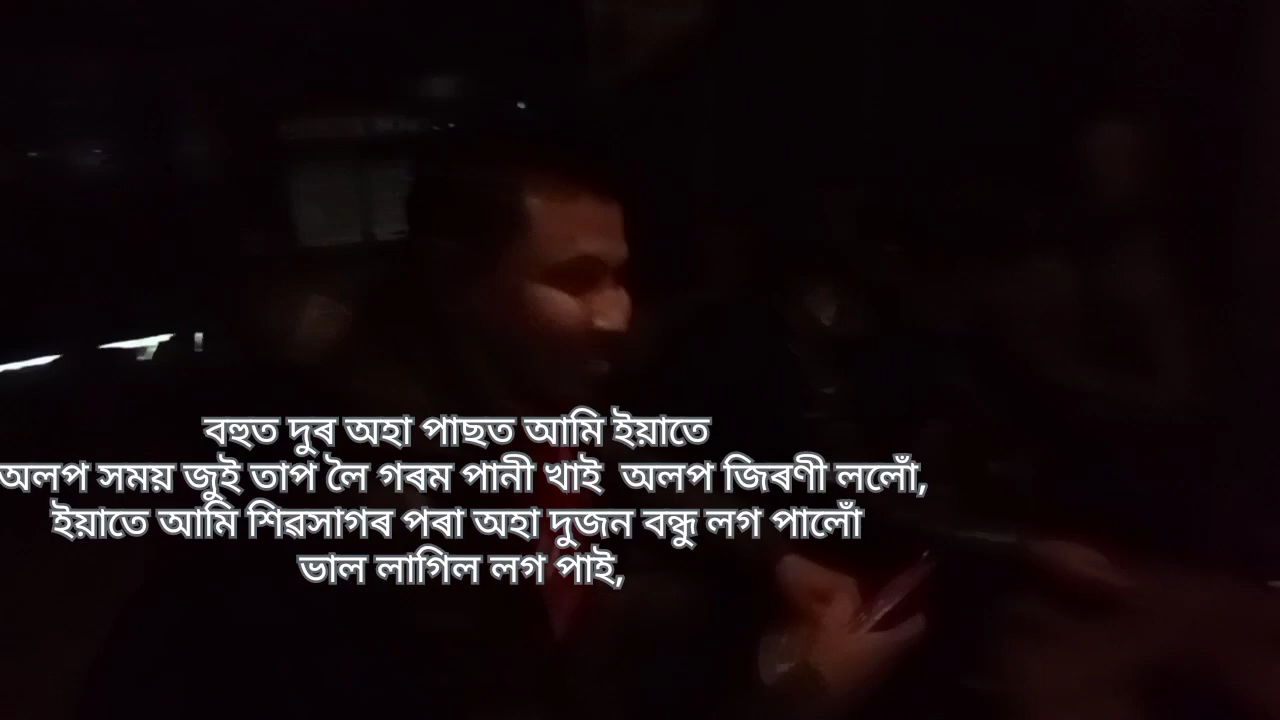 বহুত দুৰ অহা পাছত আমি ইয়াতে
অলপ সময় জুই তাপ লৈ গৰম পানী খাই অলপ জিৰণী ললোঁ,
ইয়াতে আমি শিৱসাগৰ পৰা অহা দুজন বন্ধু লগ পালোঁ
ভাল লাগিল লগ পাই,